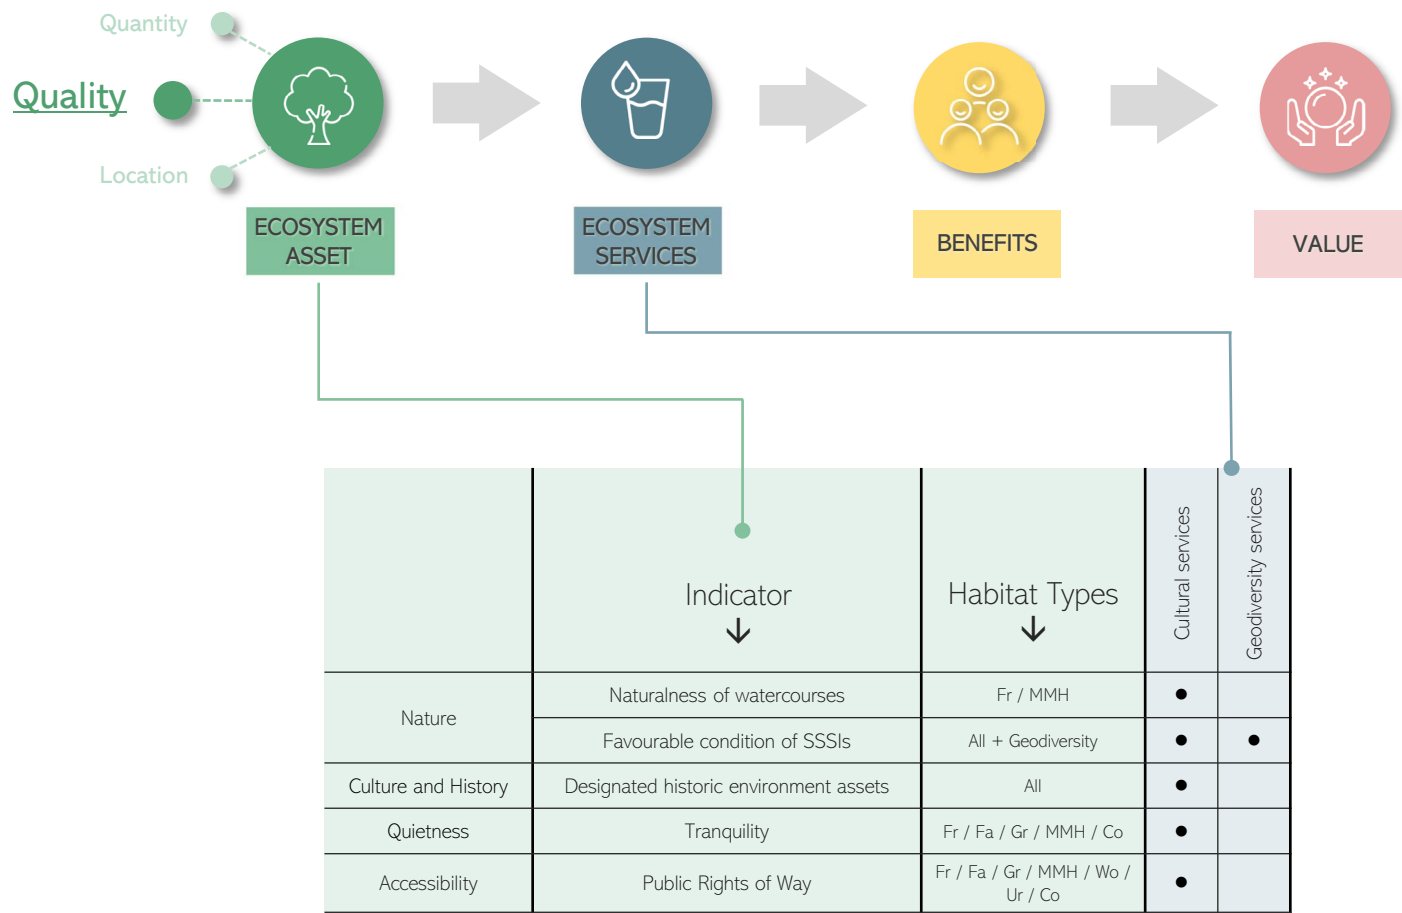 Quantity
Quality
Location
ECOSYSTEM
ASSET
ECOSYSTEM
SERVICES
BENEFITS
VALUE
Indicator
Habitat Types
Cultural services
Geodiversity services
Nature
Naturalness of watercourses
Fr / MMH
Favourable condition of SSSIs
All + Geodiversity
Culture and History
Designated historic environment assets
All
Quietness
Tranquility
Fr / Fa / Gr / MMH / Co
Accessibility
Public Rights of Way
Fr / Fa / Gr / MMH / Wo /
Ur / Co